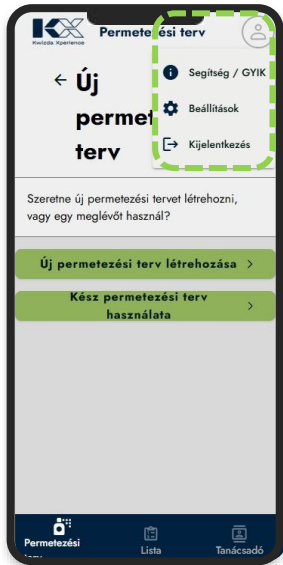 KX
Kwizda Xperience
Permetezési terv
Segítség / GYIK
Beállítások
Kijelentkezés
← Új
permet
terv
Szeretne új permetezési tervet létrehozni,
vagy egy meglévőt használ?
Új permetezési terv létrehozása >
Kész permetezési terv
használata >
Permetezési
Lista
Tanácsadó